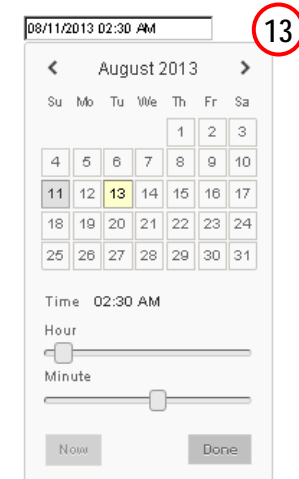 08/11/2013 02:30 AM
13
August 2013
Su Mo Tu We Th Fr Sa
1 2 3
4 5 6 7 8 9 10
11 12 13 14 15 16 17
18 19 20 21 22 23 24
25 26 27 28 29 30 31
Time 02:30 AM
Hour
Minute
Now Done